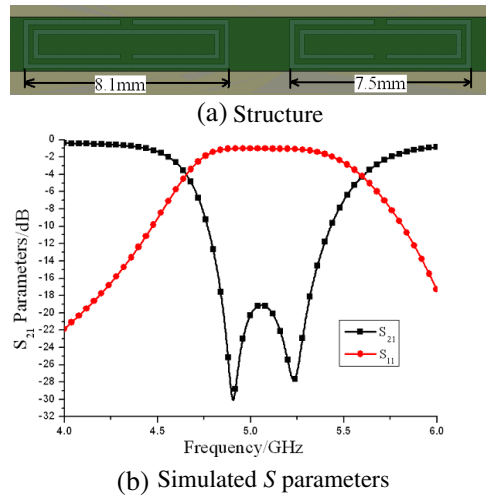 8.1mm 7.5mm
(a) Structure
S21 Parameters/dB
0
-2
-4
-6
-8
-10
-12
-14
-16
-18
-20
-22
-24
-26
-28
-30
-32
S21
S11
4.0 4.5 5.0 5.5 6.0
Frequency/GHz
(b) Simulated S parameters